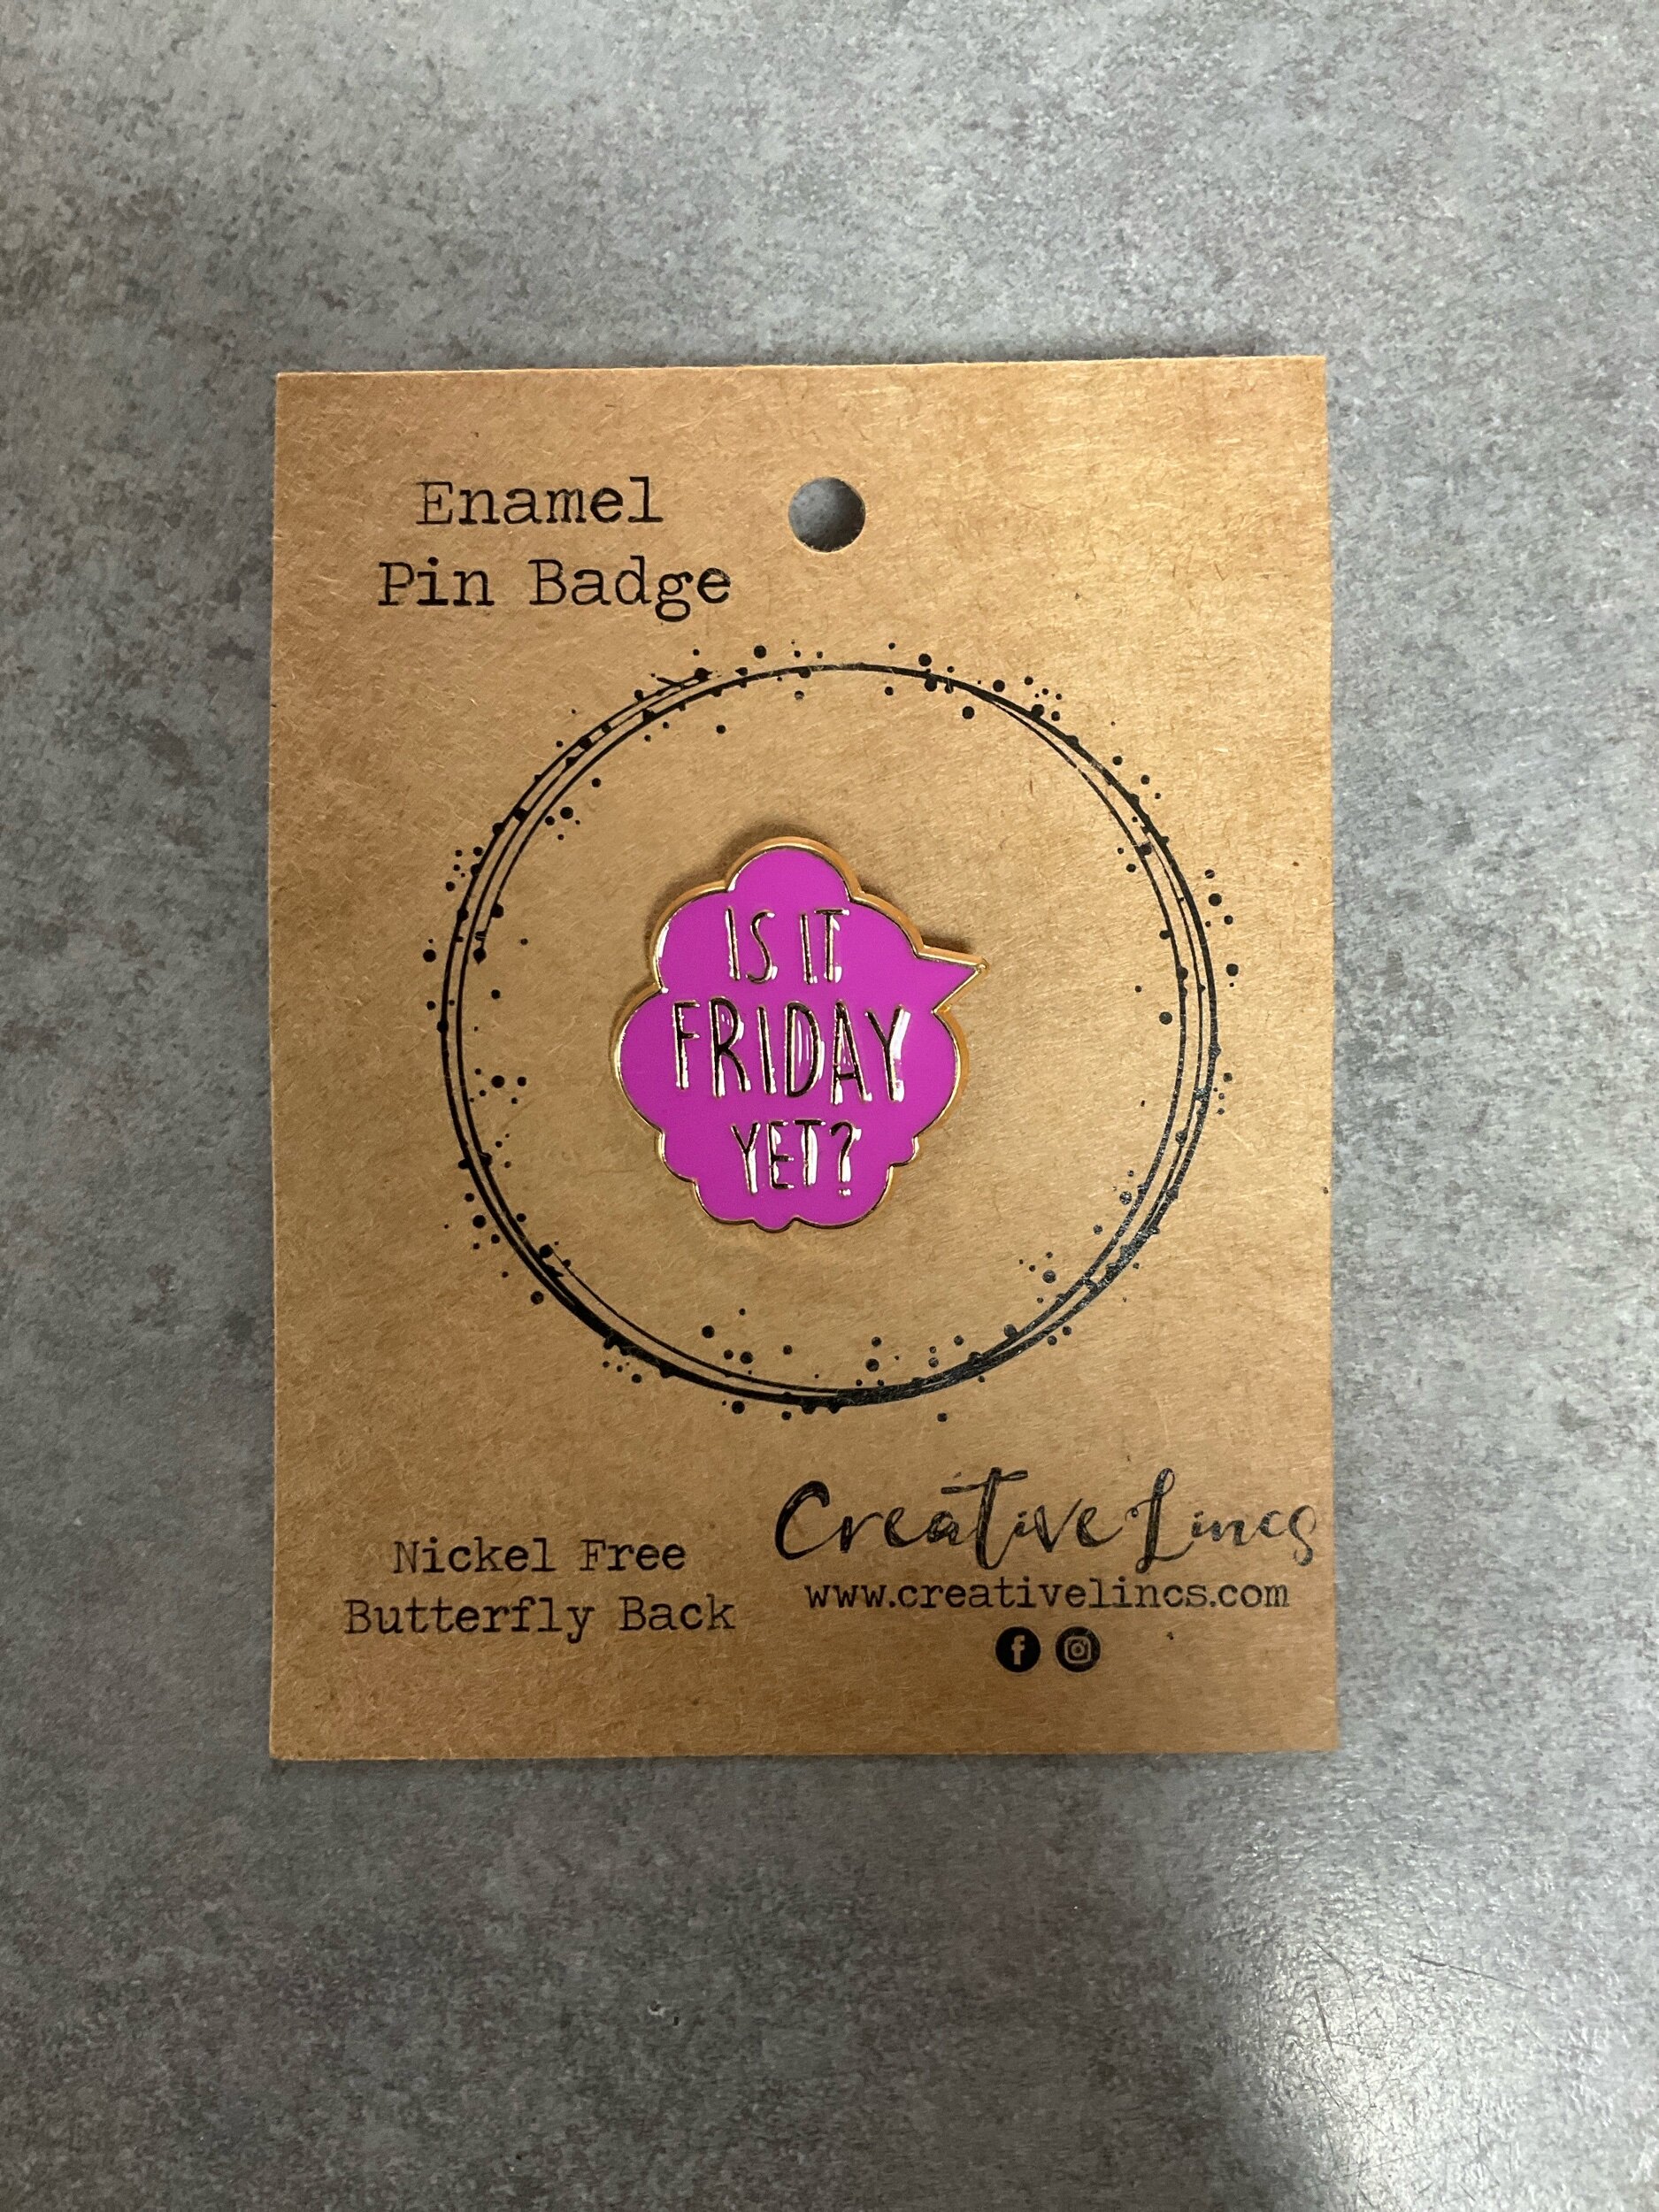 Enamel
Pin Badge
IS IT
FRIDAY
YET?
Nickel Free
Butterfly Back
Creative Lincs
www.creativelincs.com